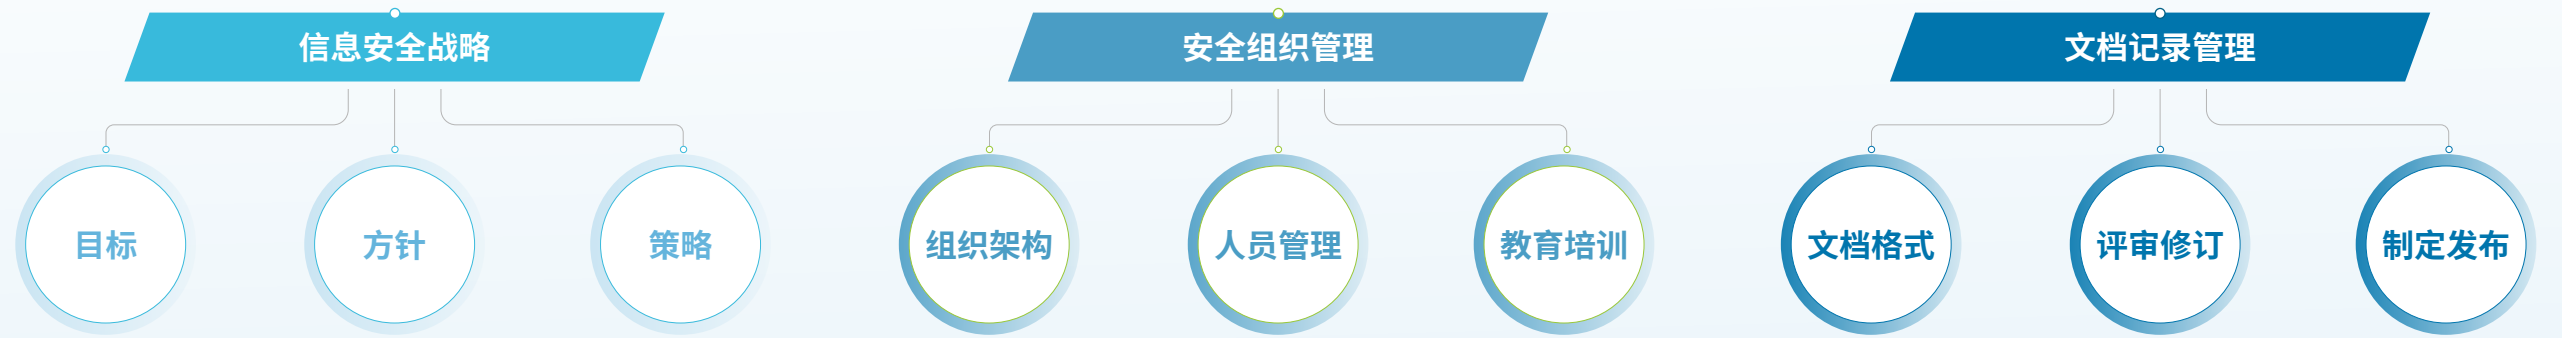 信息安全战略
安全组织管理
文档记录管理
目标
方针
策略
组织架构
人员管理
教育培训
文档格式
评审修订
制定发布